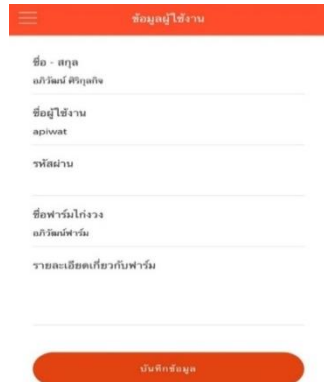 ข้อมูลผู้ใช้งาน
ชื่อ - สกุล
อภิวัฒน์ ศิริกุลกิจ
ชื่อผู้ใช้งาน
apiwat
รหัสผ่าน
ชื่อฟาร์มไก่งวง
อภิวัฒน์ฟาร์ม
รายละเอียดเกี่ยวกับฟาร์ม
บันทึกข้อมูล